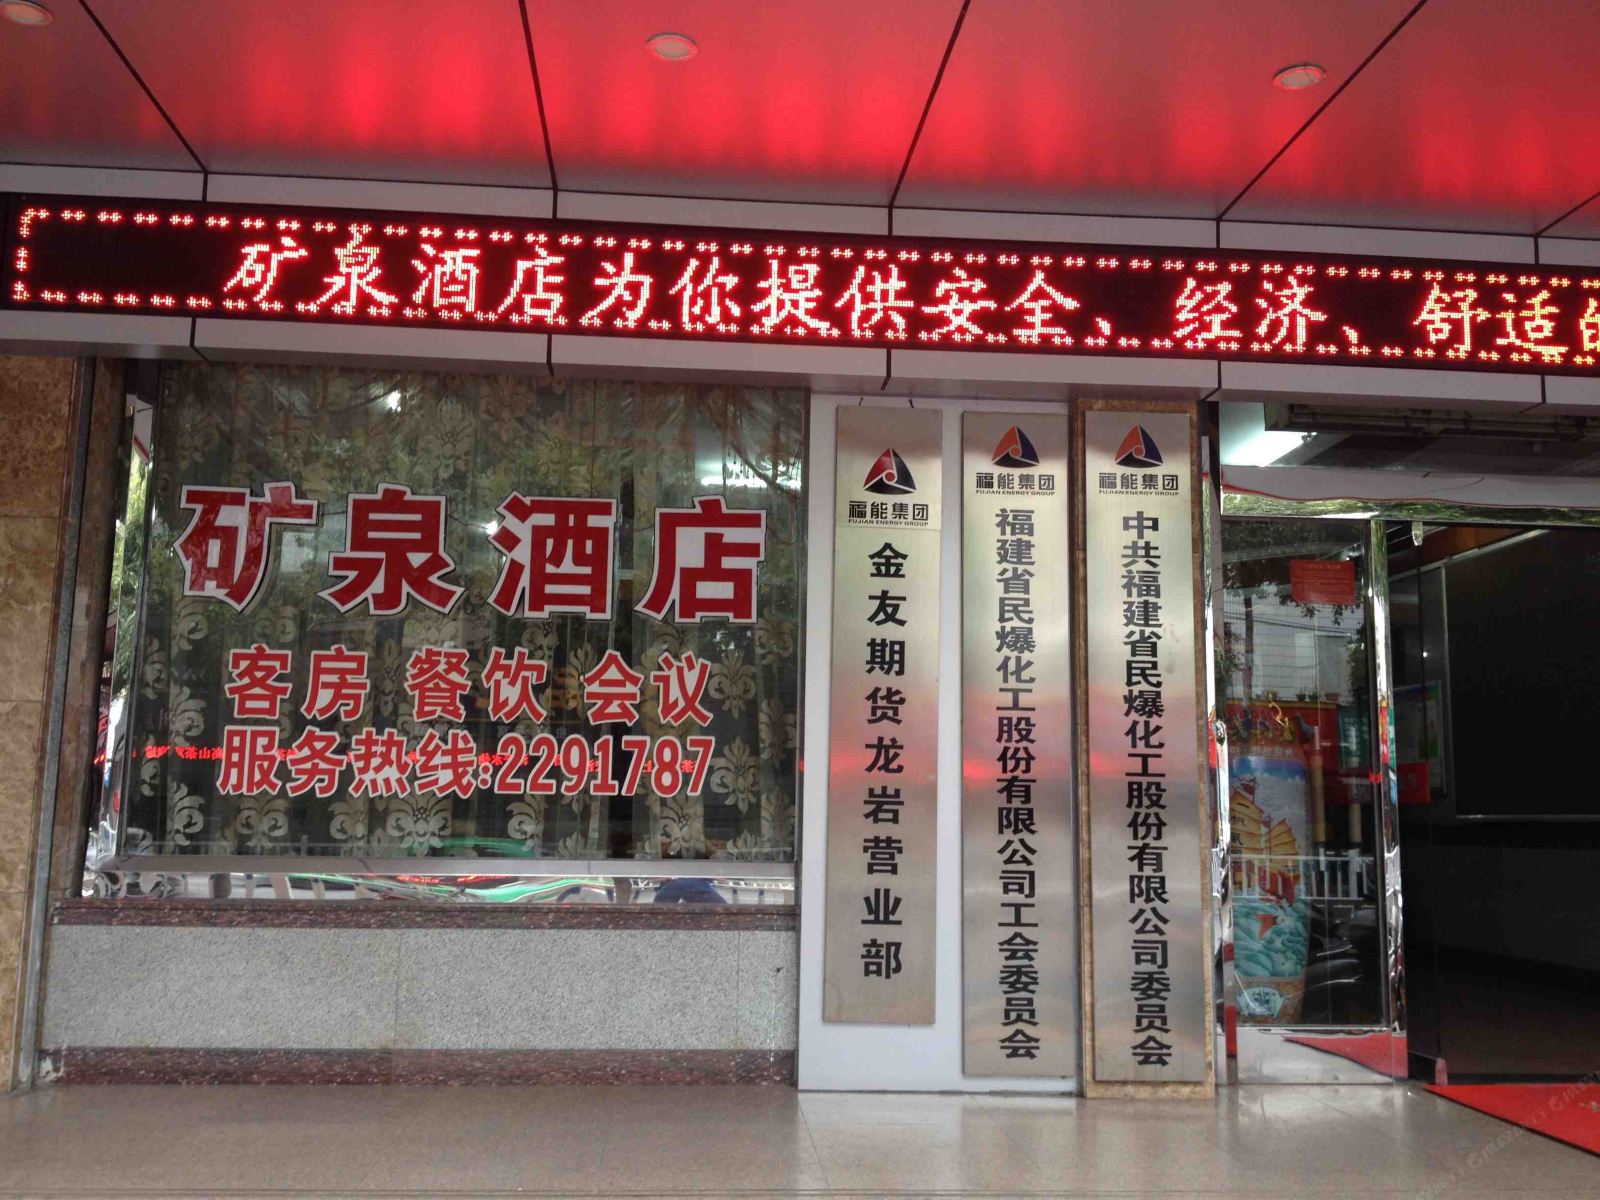 矿泉酒店为你提供安全、经济、舒适的
矿泉酒店
客房 餐饮 会议
服务热线:2291787
福能集团
FUJIAN ENERGY GROUP
金友期货龙岩营业部
福能集团
FUJIAN ENERGY GROUP
福建省民爆化工股份有限公司工会委员会
福能集团
FUJIAN ENERGY GROUP
中共福建省民爆化工股份有限公司委员会